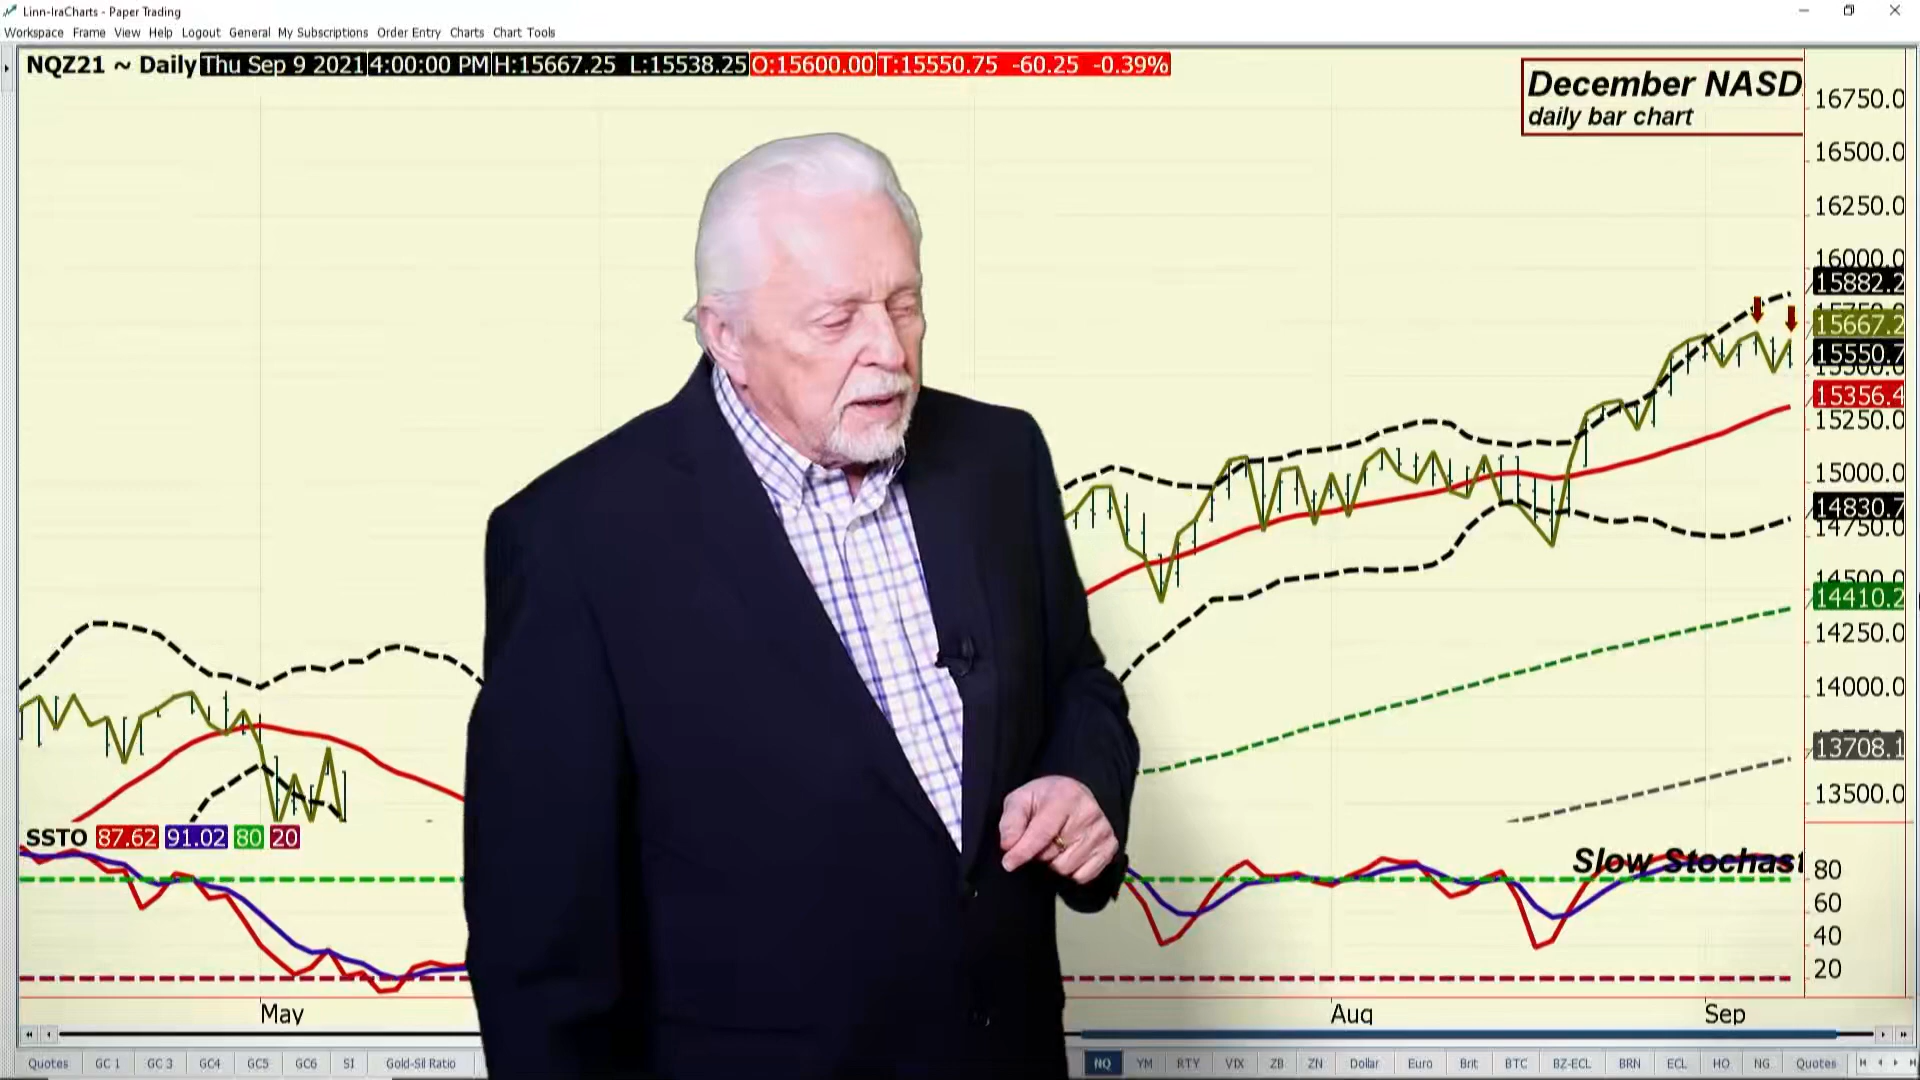 Linn-IraCharts - Paper Trading
Workspace Frame View Help Logout General My Subscriptions Order Entry Charts Chart Tools
NQZ21 ~ Daily Thu Sep 9 2021 4:00:00 PM H:15667.25 L:15538.25 O:15600.00 T:15550.75 -60.25 -0.39%
December NASD
daily bar chart
16750.0
16500.0
16250.0
16000.0
15882.2
15667.2
15550.7
15356.4
15250.0
15000.0
14830.7
14750.0
14500.0
14410.2
14250.0
14000.0
13708.1
13500.0
SSTO 87.62 91.02 80 20
Slow Stochast
80
60
40
20
May Aug Sep
Quotes GC 1 GC 3 GC4 GC5 GC6 SI Gold-Sil Ratio NQ YM RTY VIX ZB ZN Dollar Euro Brit BTC BZ-ECL BRN ECL HO NG Quotes